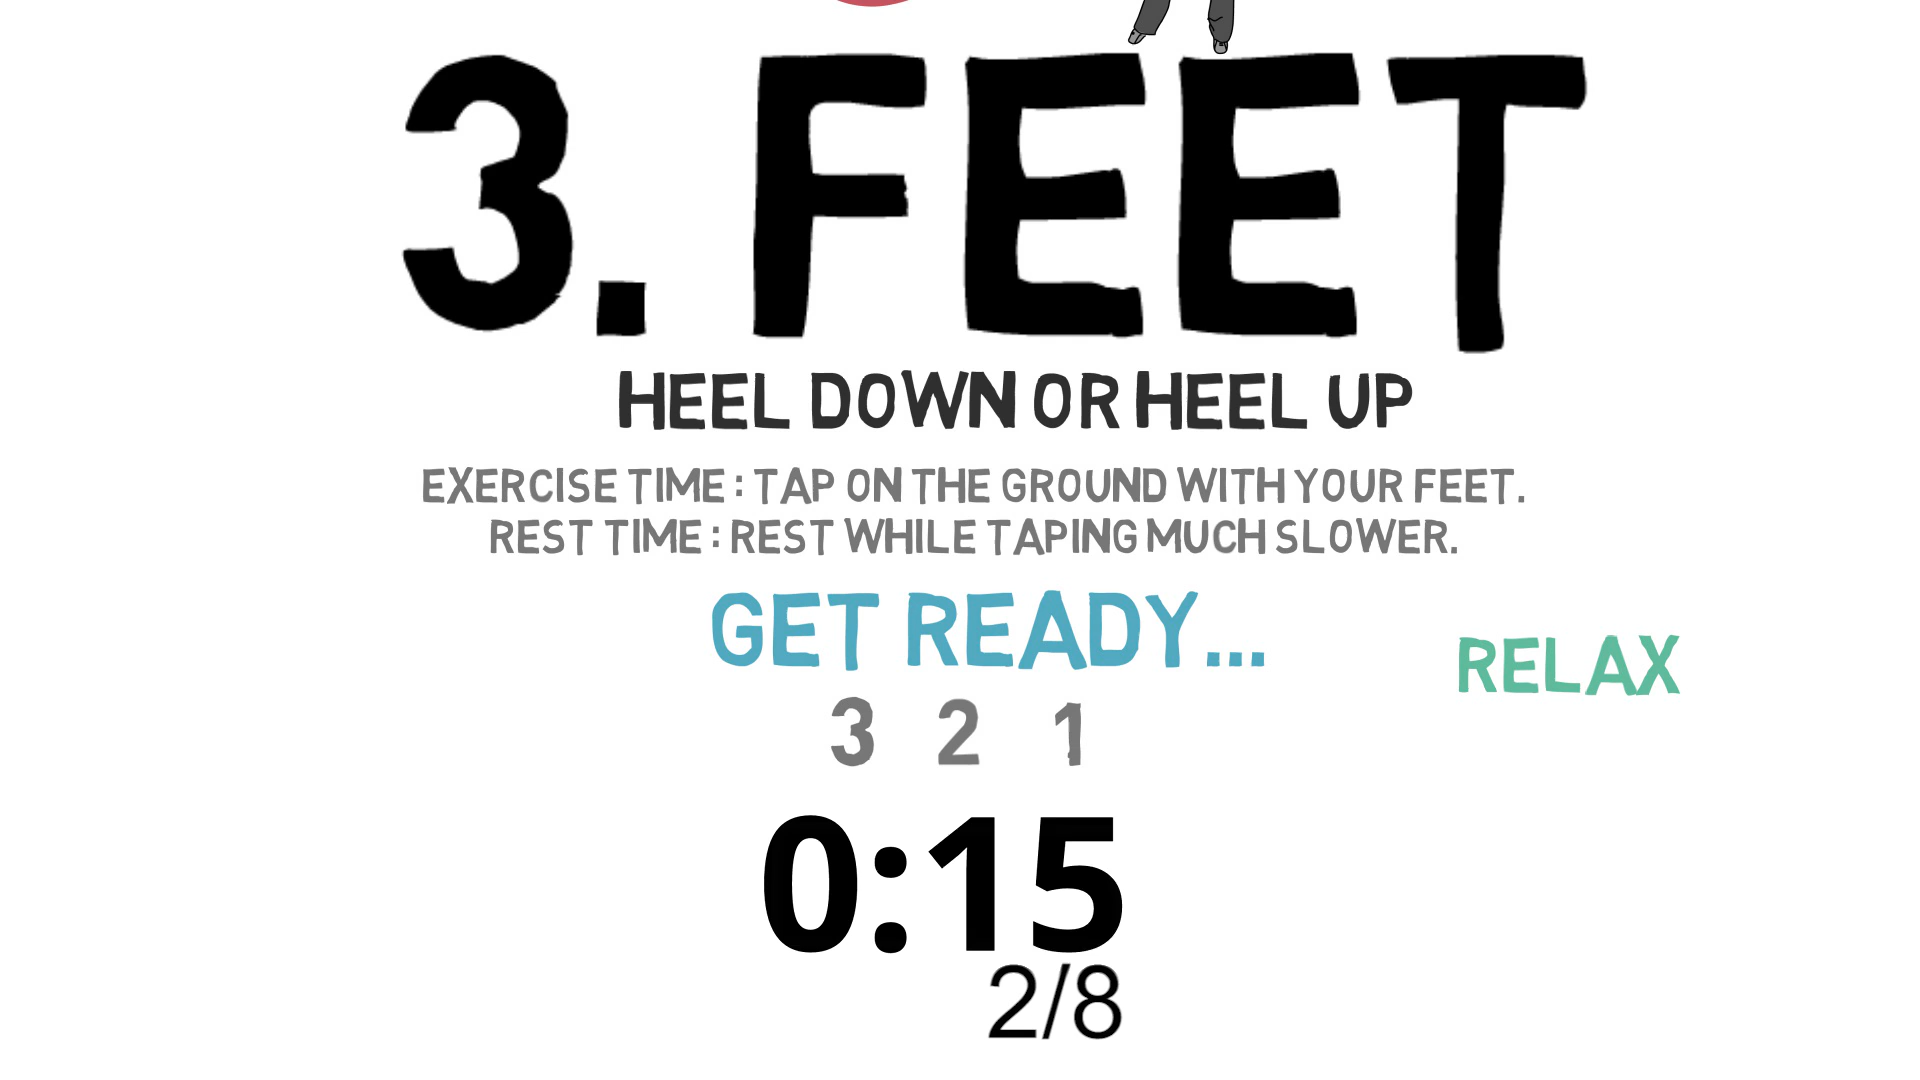 3. FEET
HEEL DOWN OR HEEL UP
EXERCISE TIME : TAP ON THE GROUND WITH YOUR FEET.
REST TIME : REST WHILE TAPING MUCH SLOWER.
GET READY...
RELAX
3 2 1
0:15
2/8